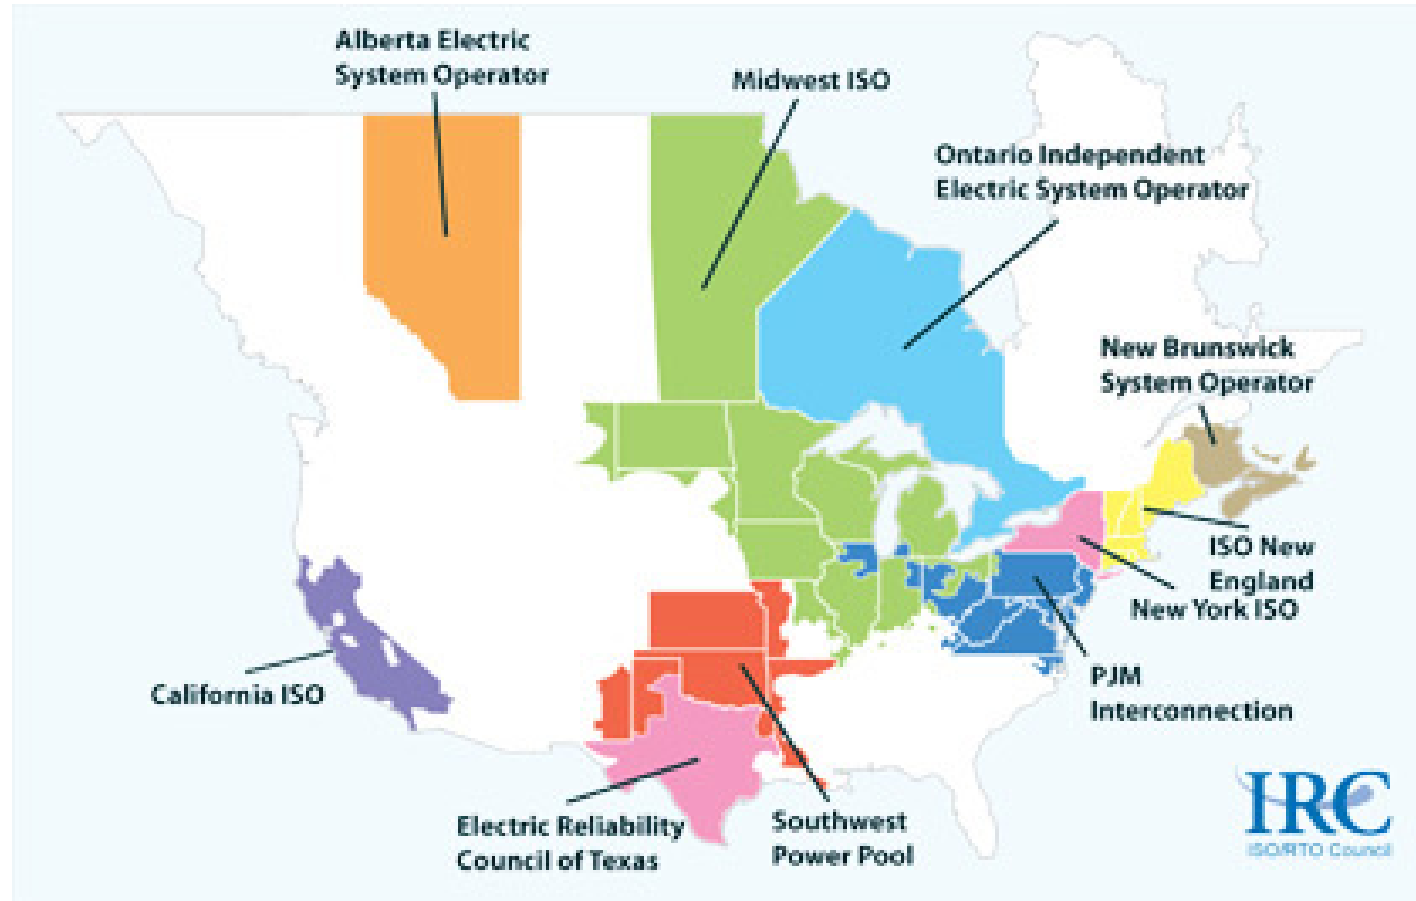 Alberta Electric
System Operator
Midwest ISO
Ontario Independent
Electric System Operator
New Brunswick
System Operator
ISO New
England
New York ISO
PJM
Interconnection
California ISO
Electric Reliability
Council of Texas
Southwest
Power Pool
IRC
ISO/RTO Council